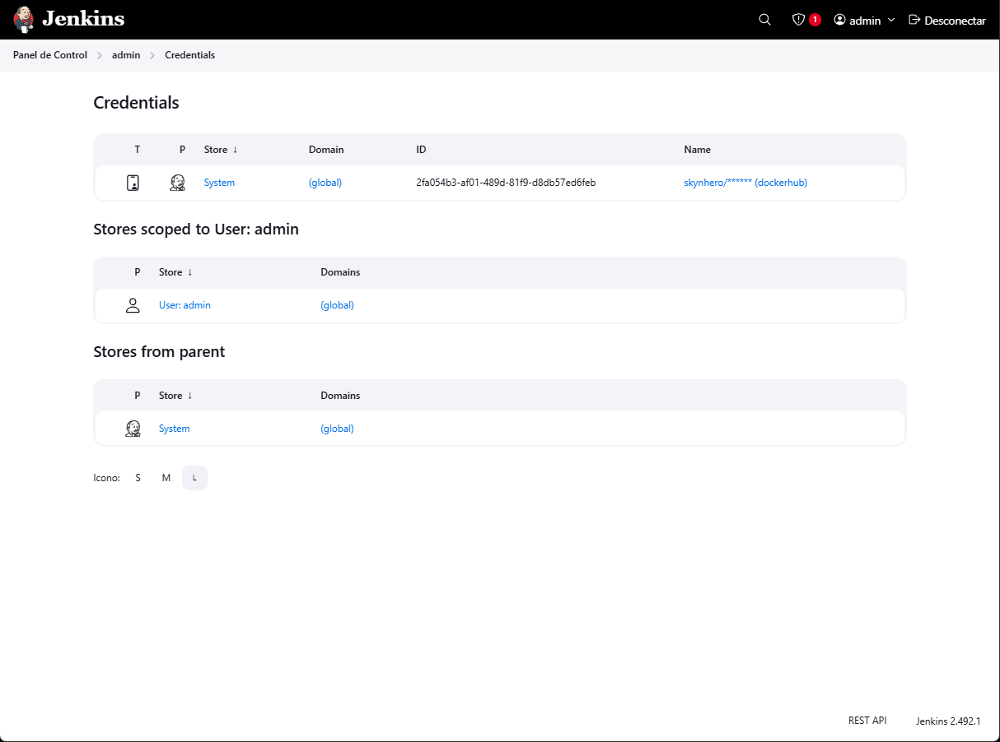 Jenkins
1 admin Desconectar
Panel de Control admin Credentials
Credentials
T P Store ↓ Domain ID Name
System (global) 2fa054b3-af01-489d-81f9-d8db57ed6feb skynhero/****** (dockerhub)
Stores scoped to User: admin
P Store ↓ Domains
User: admin (global)
Stores from parent
P Store ↓ Domains
System (global)
Icono: S M L
REST API Jenkins 2.492.1